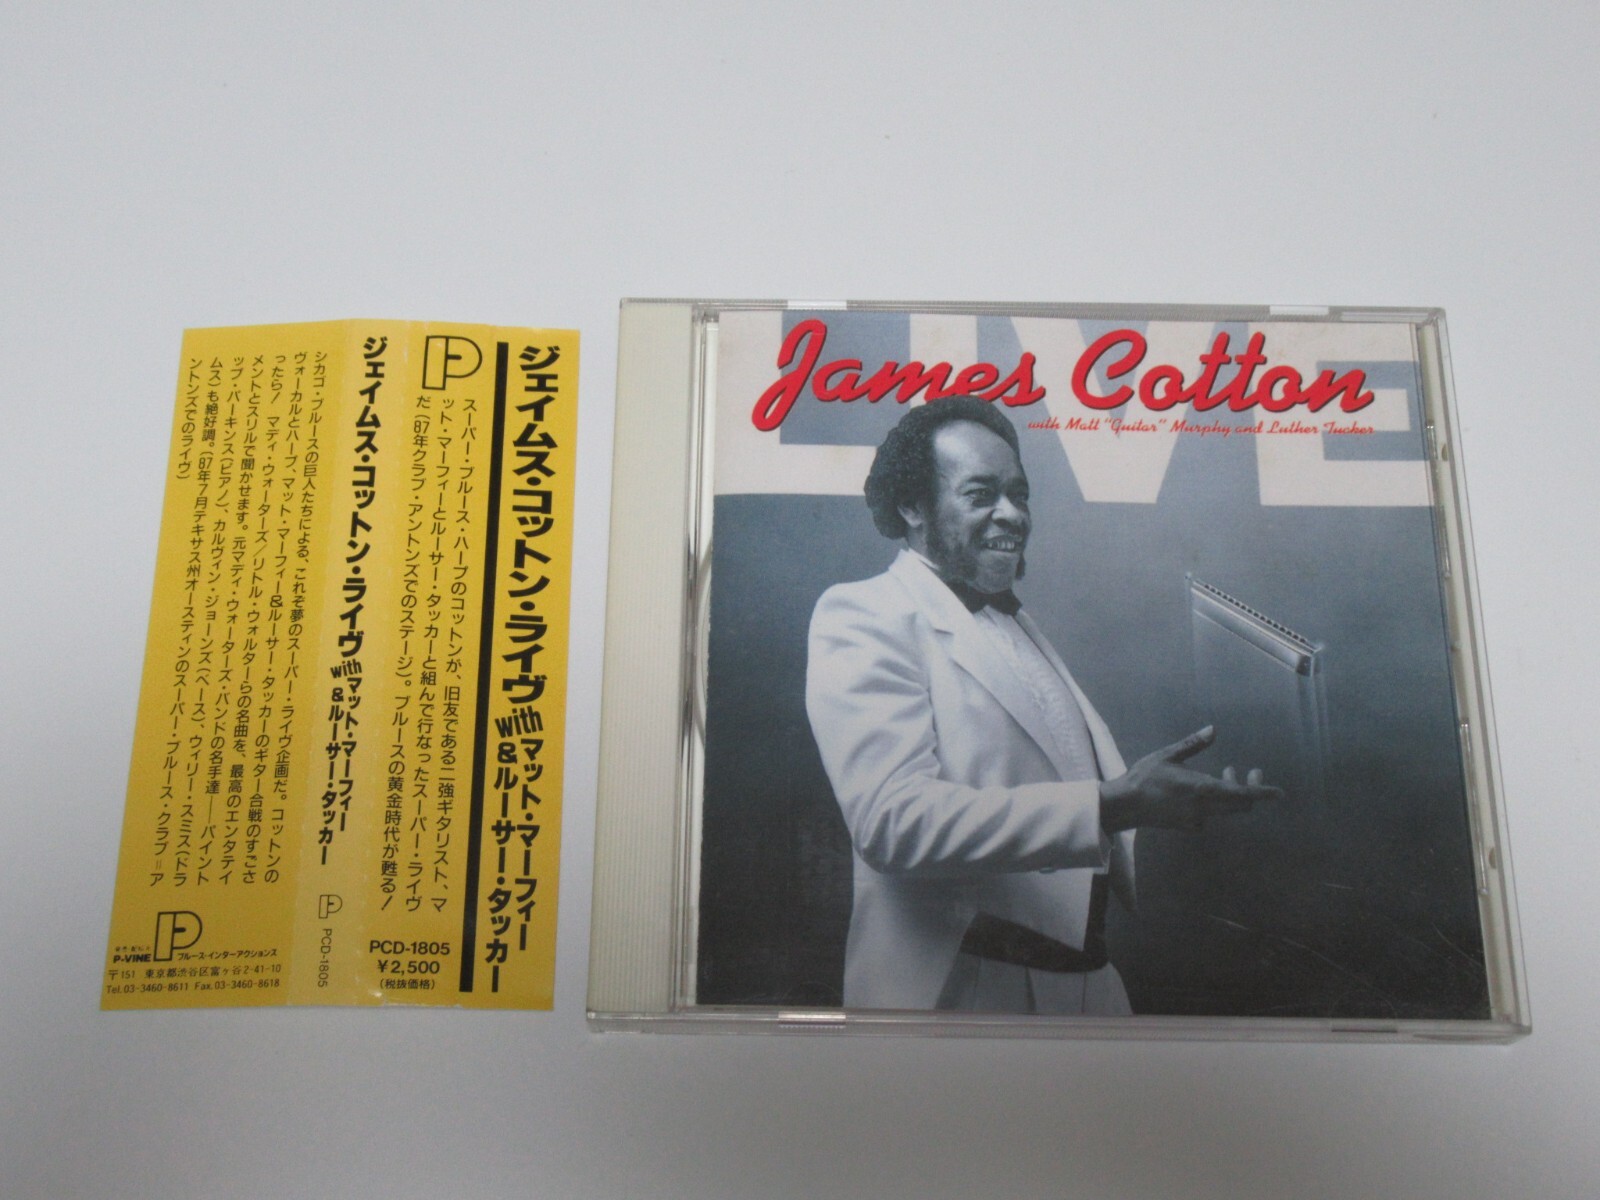 ジェイムス・コットン・ライヴ withマット・マーフィー&ルーサー・タッカー
スーパー・ブルース・ハープのコットンが、旧友である二強ギタリスト、マ
ット・マーフィーとルーサー・タッカーと組んで行なったスーパー・ライヴ
だ('87年クラブ・アントンズでのステージ)。ブルースの黄金時代が甦る!
PCD-1805
¥2,500
(税抜価格)
ジェイムス・コットン・ライヴ withマット・マーフィー&ルーサー・タッカー
PCD-1805
シカゴ・ブルースの巨人たちによる、これぞ夢のスーパー・ライヴ企画だ。コットンの
ヴォーカルとハープ、マット・マーフィー&ルーサー・タッカーのギター合戦のすごさ
ったら! マディ・ウォーターズ/リトル・ウォルターらの名曲を、最高のエンタテイ
メントとスリルで聞かせます。元マディ・ウォーターズ・バンドの名手達──パイント
ップ・パーキンス(ピアノ)、カルヴィン・ジョーンズ(ベース)、ウィリー・スミス(ドラ
ムス)も絶好調。('87年7月テキサス州オースティンのスーパー・ブルース・クラブ=ア
ントンズでのライヴ)
P-VINE
ブルース・インターアクションズ
〒151 東京都渋谷区富ヶ谷2-41-10
Tel.03-3460-8611 Fax.03-3460-8618
LIVE
James Cotton
with Matt "Guitar" Murphy and Luther Tucker